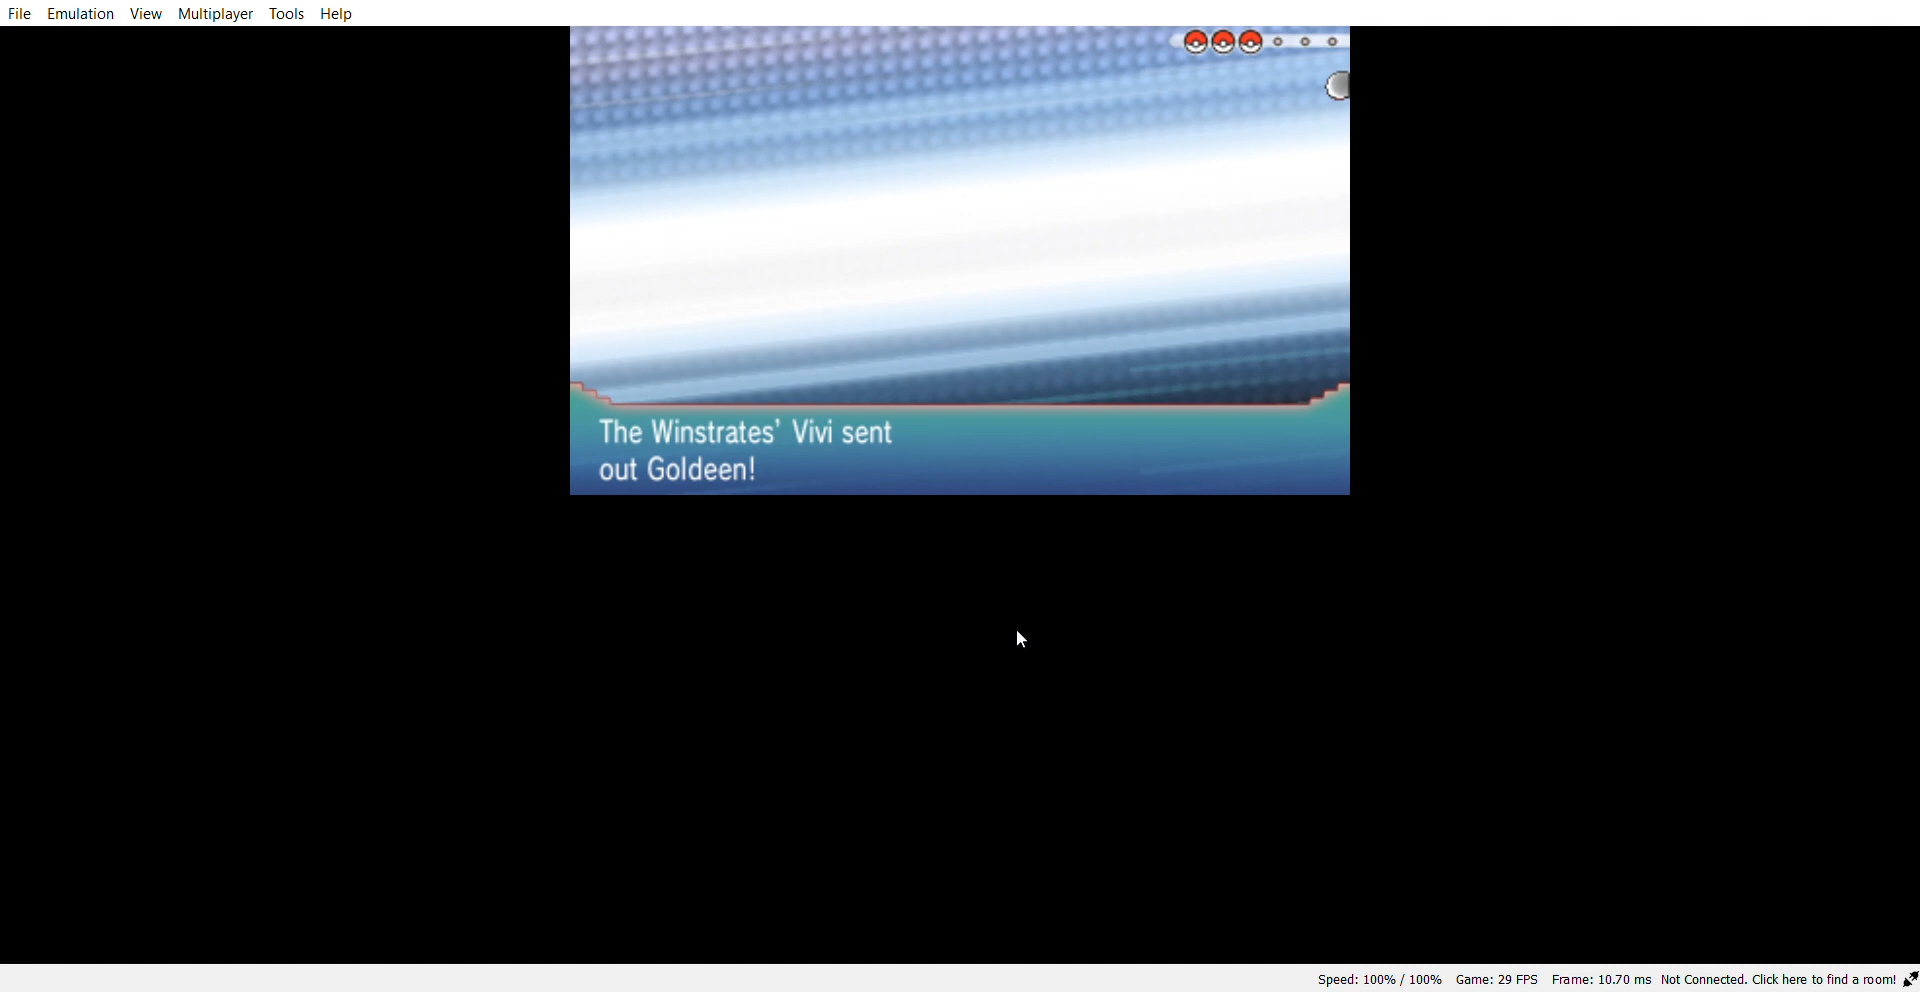 File Emulation View Multiplayer Tools Help
The Winstrates' Vivi sent
out Goldeen!
Speed: 100% / 100% Game: 29 FPS Frame: 10.70 ms Not Connected. Click here to find a room!